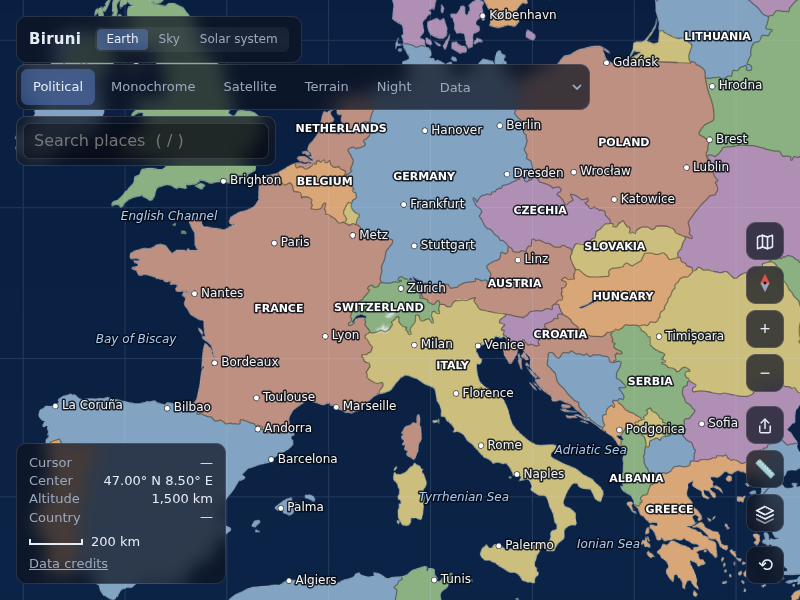 Biruni
Earth
Sky
Solar system
Political
Monochrome
Satellite
Terrain
Night
Data
Search places ( / )
København
LITHUANIA
Gdańsk
Hrodna
NETHERLANDS
Hanover
Berlin
POLAND
Brest
Brighton
BELGIUM
GERMANY
Dresden
Wrocław
Lublin
English Channel
Frankfurt
CZECHIA
Katowice
Paris
Metz
Stuttgart
SLOVAKIA
Linz
Nantes
FRANCE
SWITZERLAND
Zürich
AUSTRIA
HUNGARY
Bay of Biscay
Lyon
Milan
Venice
CROATIA
Timișoara
Bordeaux
ITALY
SERBIA
La Coruña
Bilbao
Toulouse
Marseille
Florence
Andorra
Podgorica
Sofia
Barcelona
Rome
Adriatic Sea
Naples
ALBANIA
Palma
Tyrrhenian Sea
GREECE
Palermo
Ionian Sea
Algiers
Tunis
Cursor —
Center 47.00° N 8.50° E
Altitude 1,500 km
Country —
200 km
Data credits
+
−